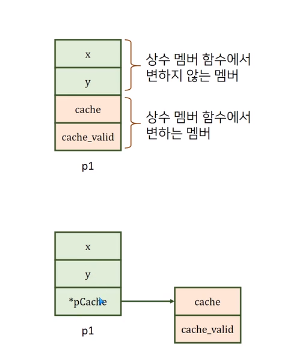 x
상수 멤버 함수에서
변하지 않는 멤버
y
cache
상수 멤버 함수에서
변하는 멤버
cache_valid
p1
x
y
*pCache
cache
cache_valid
p1